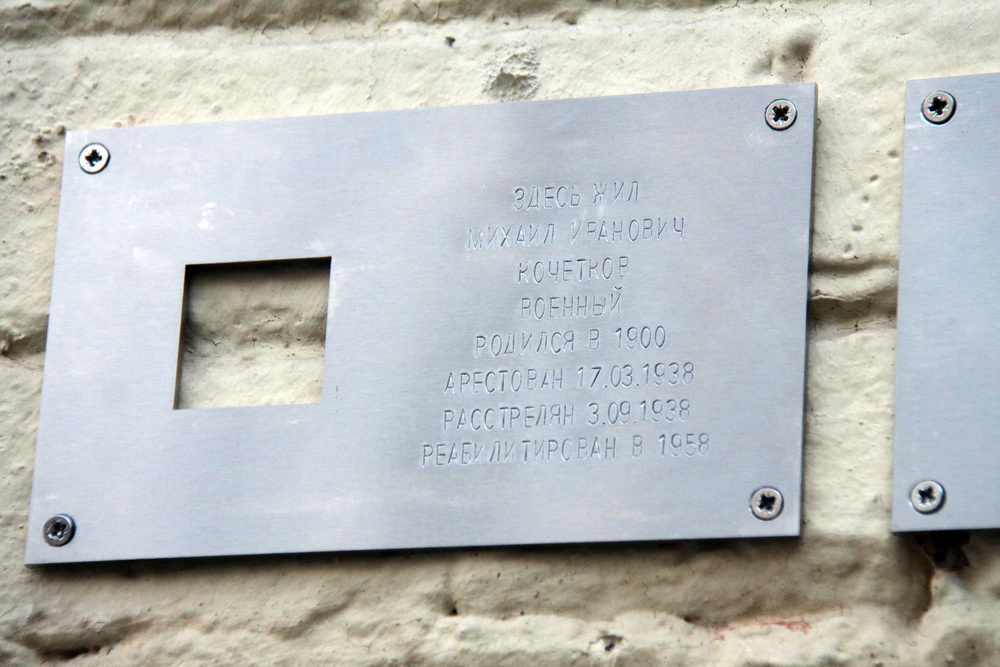 ЗДЕСЬ ЖИЛ
МИХАИЛ ИВАНОВИЧ
КОЧЕТКОВ
ВОЕННЫЙ
РОДИЛСЯ В 1900
АРЕСТОВАН 17.03.1938
РАССТРЕЛЯН 3.09.1938
РЕАБИЛИТИРОВАН В 1958